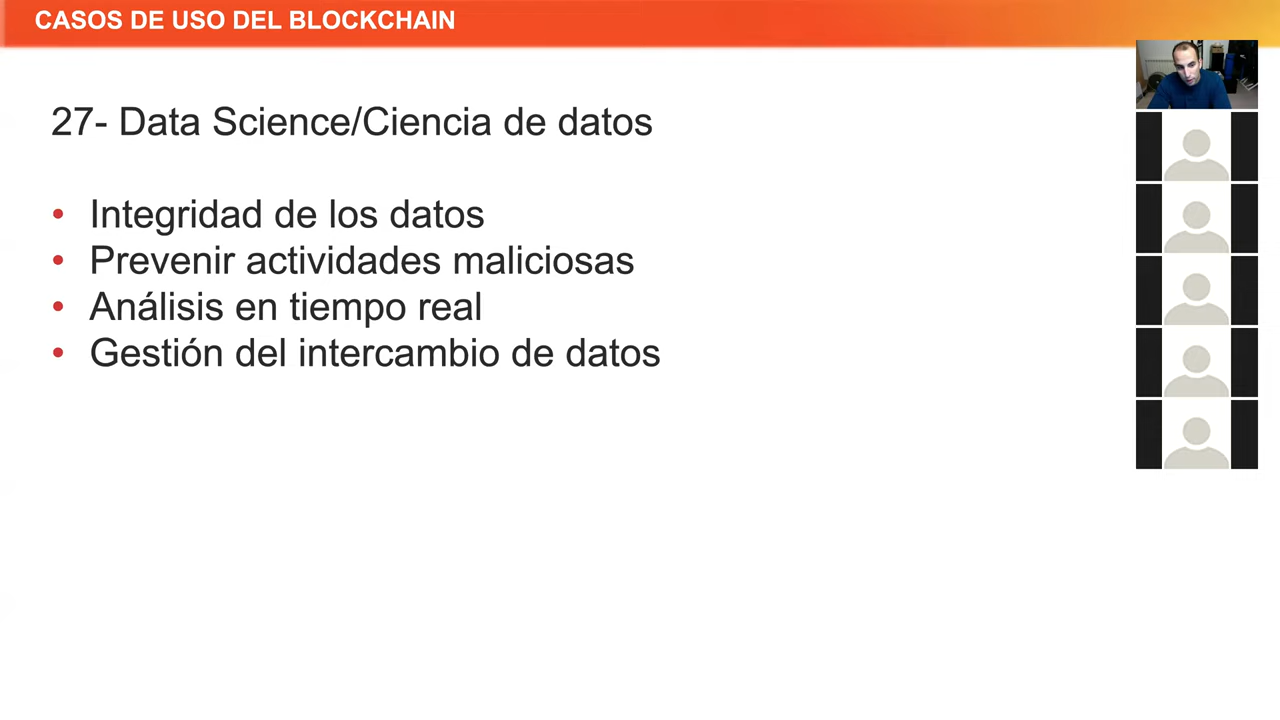 CASOS DE USO DEL BLOCKCHAIN
27- Data Science/Ciencia de datos
• Integridad de los datos
• Prevenir actividades maliciosas
• Análisis en tiempo real
• Gestión del intercambio de datos